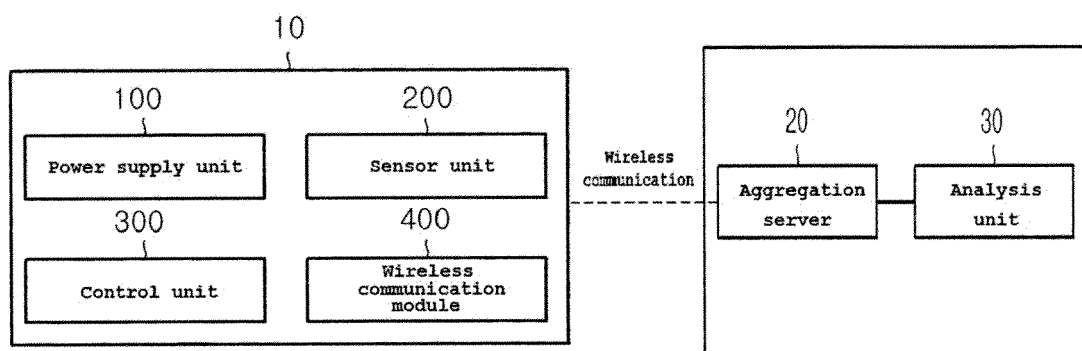 10
100
Power supply unit
200
Sensor unit
300
Control unit
400
Wireless
communication
module
Wireless
communication
20
Aggregation
server
30
Analysis
unit